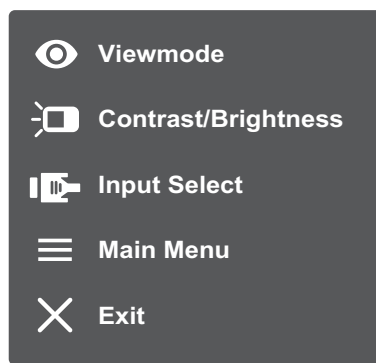 Viewmode
Contrast/Brightness
Input Select
Main Menu
Exit